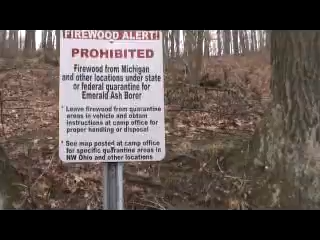 FIREWOOD ALERT!
PROHIBITED
Firewood from Michigan
and other locations under state
or federal quarantine for
Emerald Ash Borer
* Leave firewood from quarantine
areas in vehicle and obtain
instructions at camp office for
proper handling or disposal
* See map posted at camp office
for specific quarantine areas in
NW Ohio and other locations